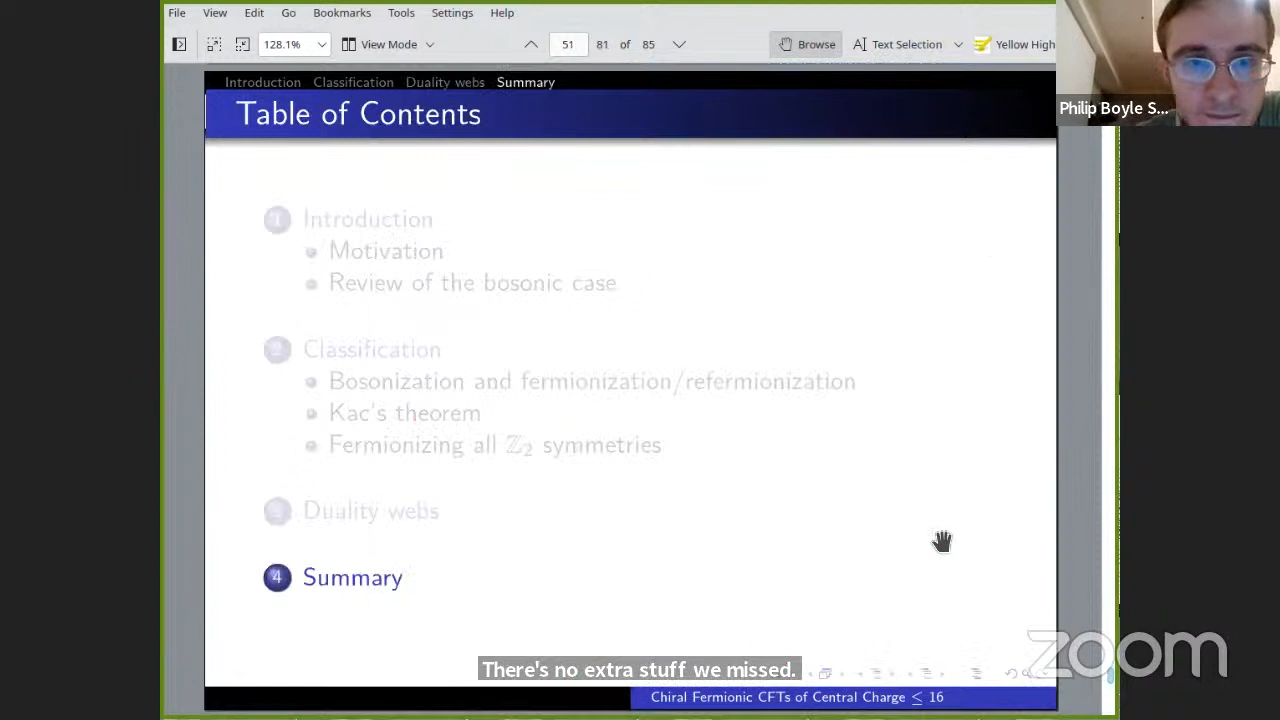 File View Edit Go Bookmarks Tools Settings Help
128.1% View Mode 51 81 of 85 Browse Text Selection Yellow High
Philip Boyle S...
Introduction Classification Duality webs Summary
Table of Contents
1 Introduction
Motivation
Review of the bosonic case
2 Classification
Bosonization and fermionization/refermionization
Kac's theorem
Fermionizing all ℤ₂ symmetries
3 Duality webs
4 Summary
There's no extra stuff we missed.
zoom
Chiral Fermionic CFTs of Central Charge ≤ 16